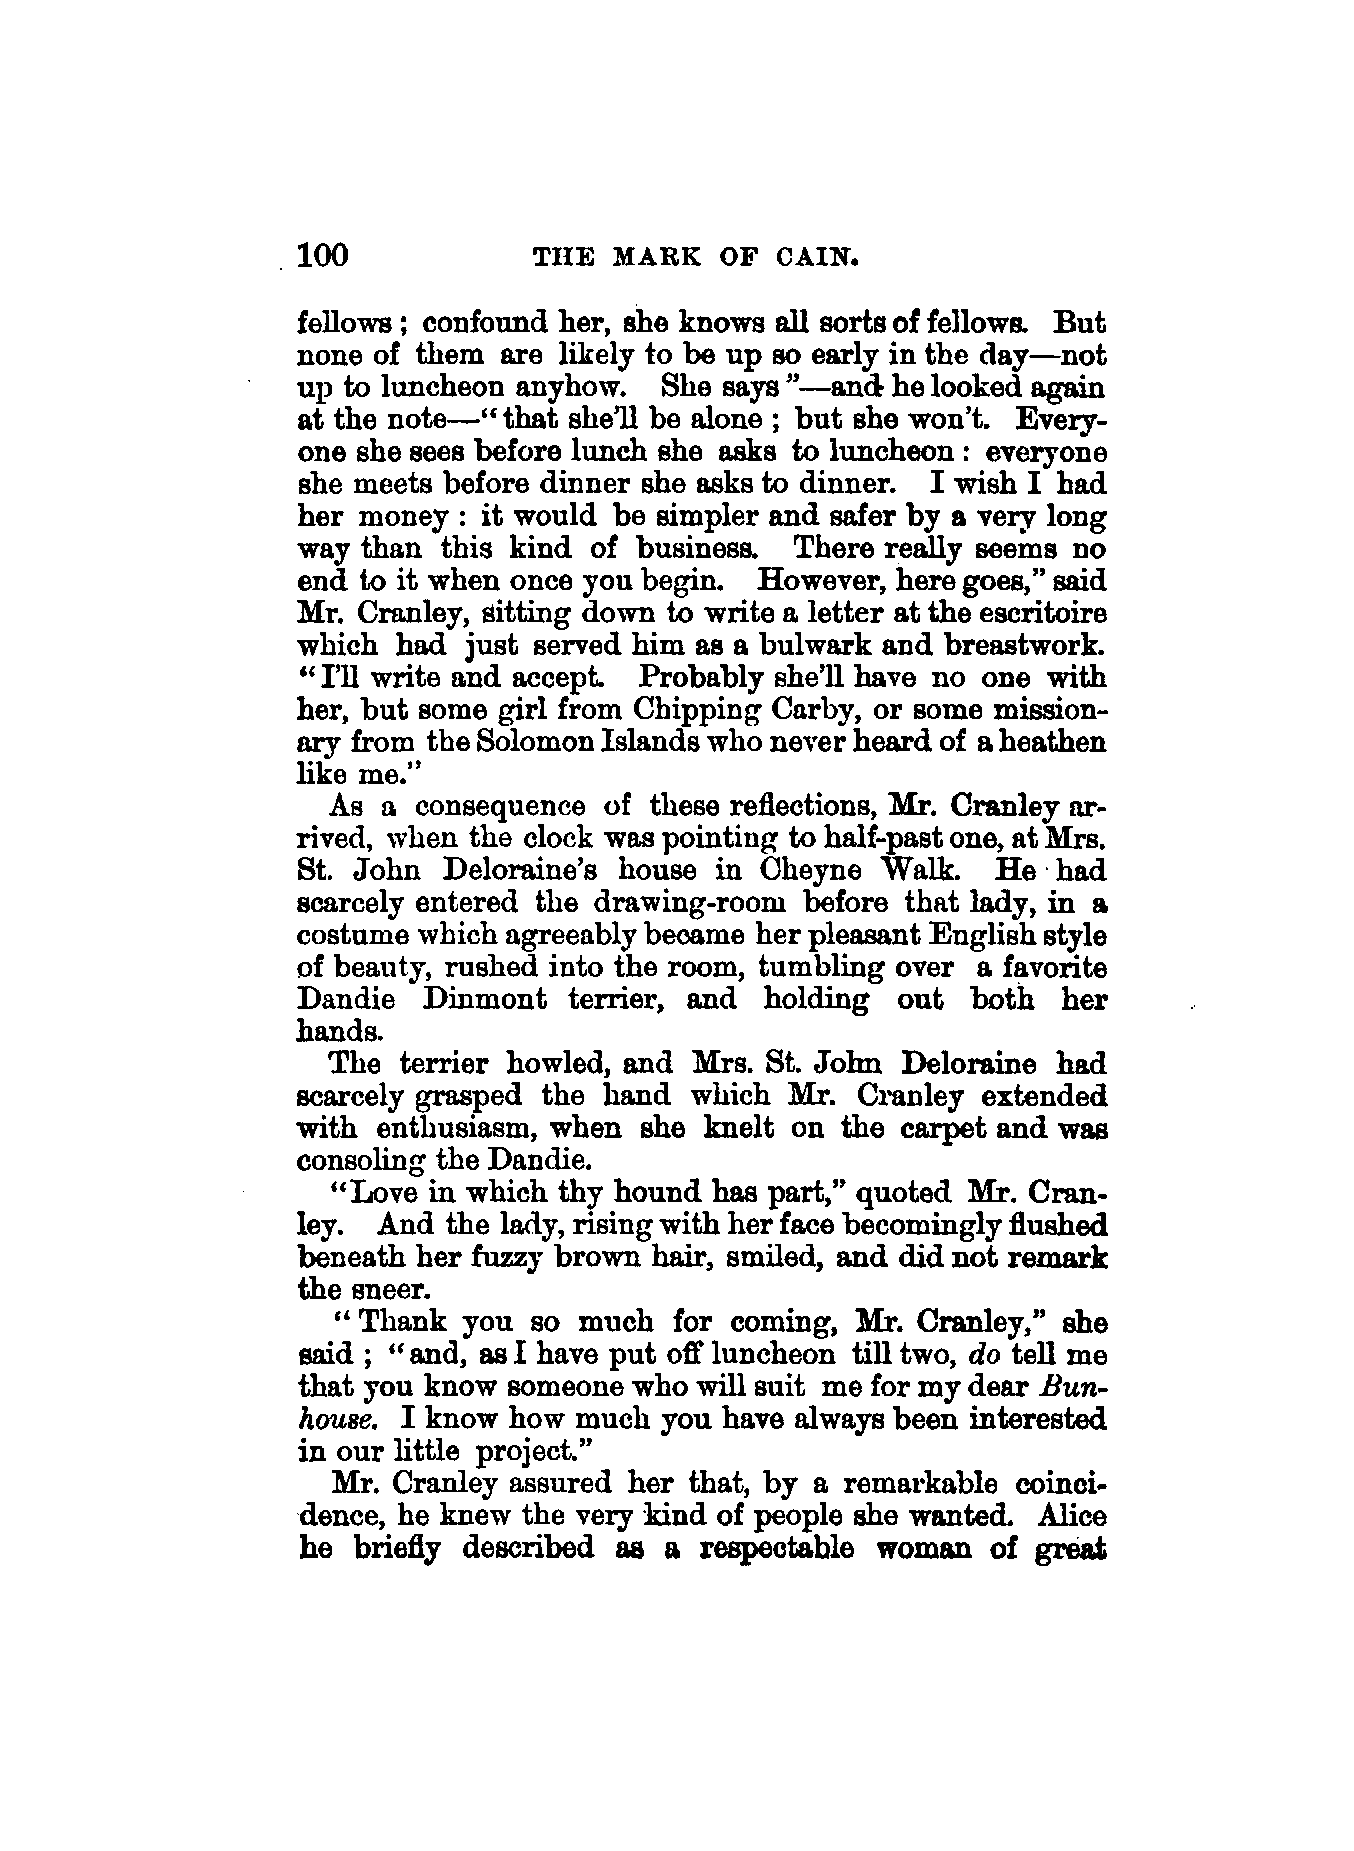 100 THE MARK OF CAIN.
fellows ; confound her, she knows all sorts of fellows. But
none of them are likely to be up so early in the day—not
up to luncheon anyhow. She says ”—and he looked again
at the note—“ that she’ll be alone ; but she won’t. Every-
one she sees before lunch she asks to luncheon : everyone
she meets before dinner she asks to dinner. I wish I had
her money : it would be simpler and safer by a very long
way than this kind of business. There really seems no
end to it when once you begin. However, here goes,” said
Mr. Cranley, sitting down to write a letter at the escritoire
which had just served him as a bulwark and breastwork.
“ I’ll write and accept. Probably she’ll have no one with
her, but some girl from Chipping Carby, or some mission-
ary from the Solomon Islands who never heard of a heathen
like me.”
As a consequence of these reflections, Mr. Cranley ar-
rived, when the clock was pointing to half-past one, at Mrs.
St. John Deloraine’s house in Cheyne Walk. He had
scarcely entered the drawing-room before that lady, in a
costume which agreeably became her pleasant English style
of beauty, rushed into the room, tumbling over a favorite
Dandie Dinmont terrier, and holding out both her
hands.
The terrier howled, and Mrs. St. John Deloraine had
scarcely grasped the hand which Mr. Cranley extended
with enthusiasm, when she knelt on the carpet and was
consoling the Dandie.
“Love in which thy hound has part,” quoted Mr. Cran-
ley. And the lady, rising with her face becomingly flushed
beneath her fuzzy brown hair, smiled, and did not remark
the sneer.
“ Thank you so much for coming, Mr. Cranley,” she
said ; “and, as I have put off luncheon till two, do tell me
that you know someone who will suit me for my dear Bun-
house. I know how much you have always been interested
in our little project.”
Mr. Cranley assured her that, by a remarkable coinci-
dence, he knew the very kind of people she wanted. Alice
he briefly described as a respectable woman of great